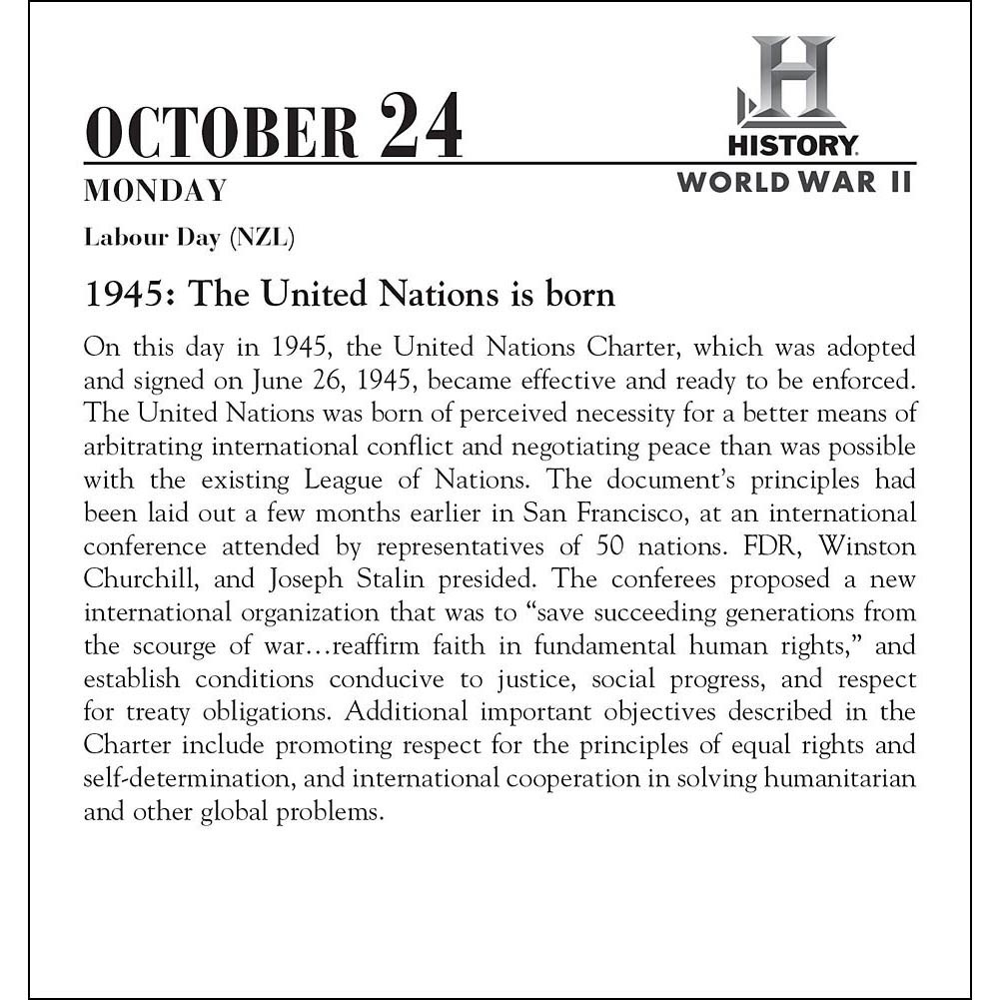 OCTOBER 24
H
HISTORY.
WORLD WAR II
MONDAY
Labour Day (NZL)
1945: The United Nations is born
On this day in 1945, the United Nations Charter, which was adopted
and signed on June 26, 1945, became effective and ready to be enforced.
The United Nations was born of perceived necessity for a better means of
arbitrating international conflict and negotiating peace than was possible
with the existing League of Nations. The document’s principles had
been laid out a few months earlier in San Francisco, at an international
conference attended by representatives of 50 nations. FDR, Winston
Churchill, and Joseph Stalin presided. The conferees proposed a new
international organization that was to “save succeeding generations from
the scourge of war…reaffirm faith in fundamental human rights,” and
establish conditions conducive to justice, social progress, and respect
for treaty obligations. Additional important objectives described in the
Charter include promoting respect for the principles of equal rights and
self-determination, and international cooperation in solving humanitarian
and other global problems.